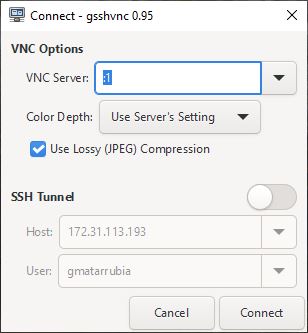 Connect - gsshvnc 0.95
VNC Options
VNC Server: :1
Color Depth: Use Server's Setting
Use Lossy (JPEG) Compression
SSH Tunnel
Host: 172.31.113.193
User: gmatarrubia
Cancel Connect